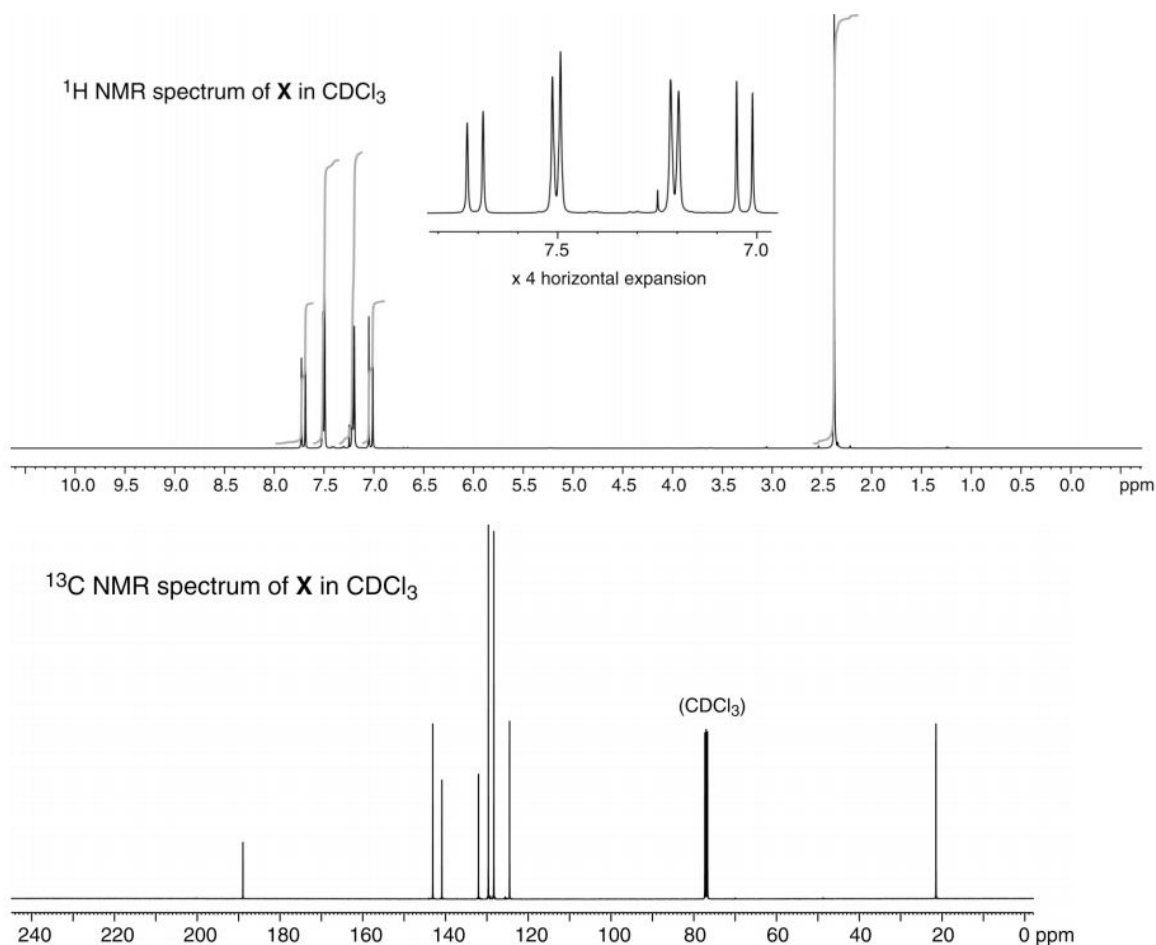 ¹H NMR spectrum of X in CDCl₃
7.5 7.0
x 4 horizontal expansion
10.0 9.5 9.0 8.5 8.0 7.5 7.0 6.5 6.0 5.5 5.0 4.5 4.0 3.5 3.0 2.5 2.0 1.5 1.0 0.5 0.0 ppm
¹³C NMR spectrum of X in CDCl₃
(CDCl₃)
240 220 200 180 160 140 120 100 80 60 40 20 0 ppm